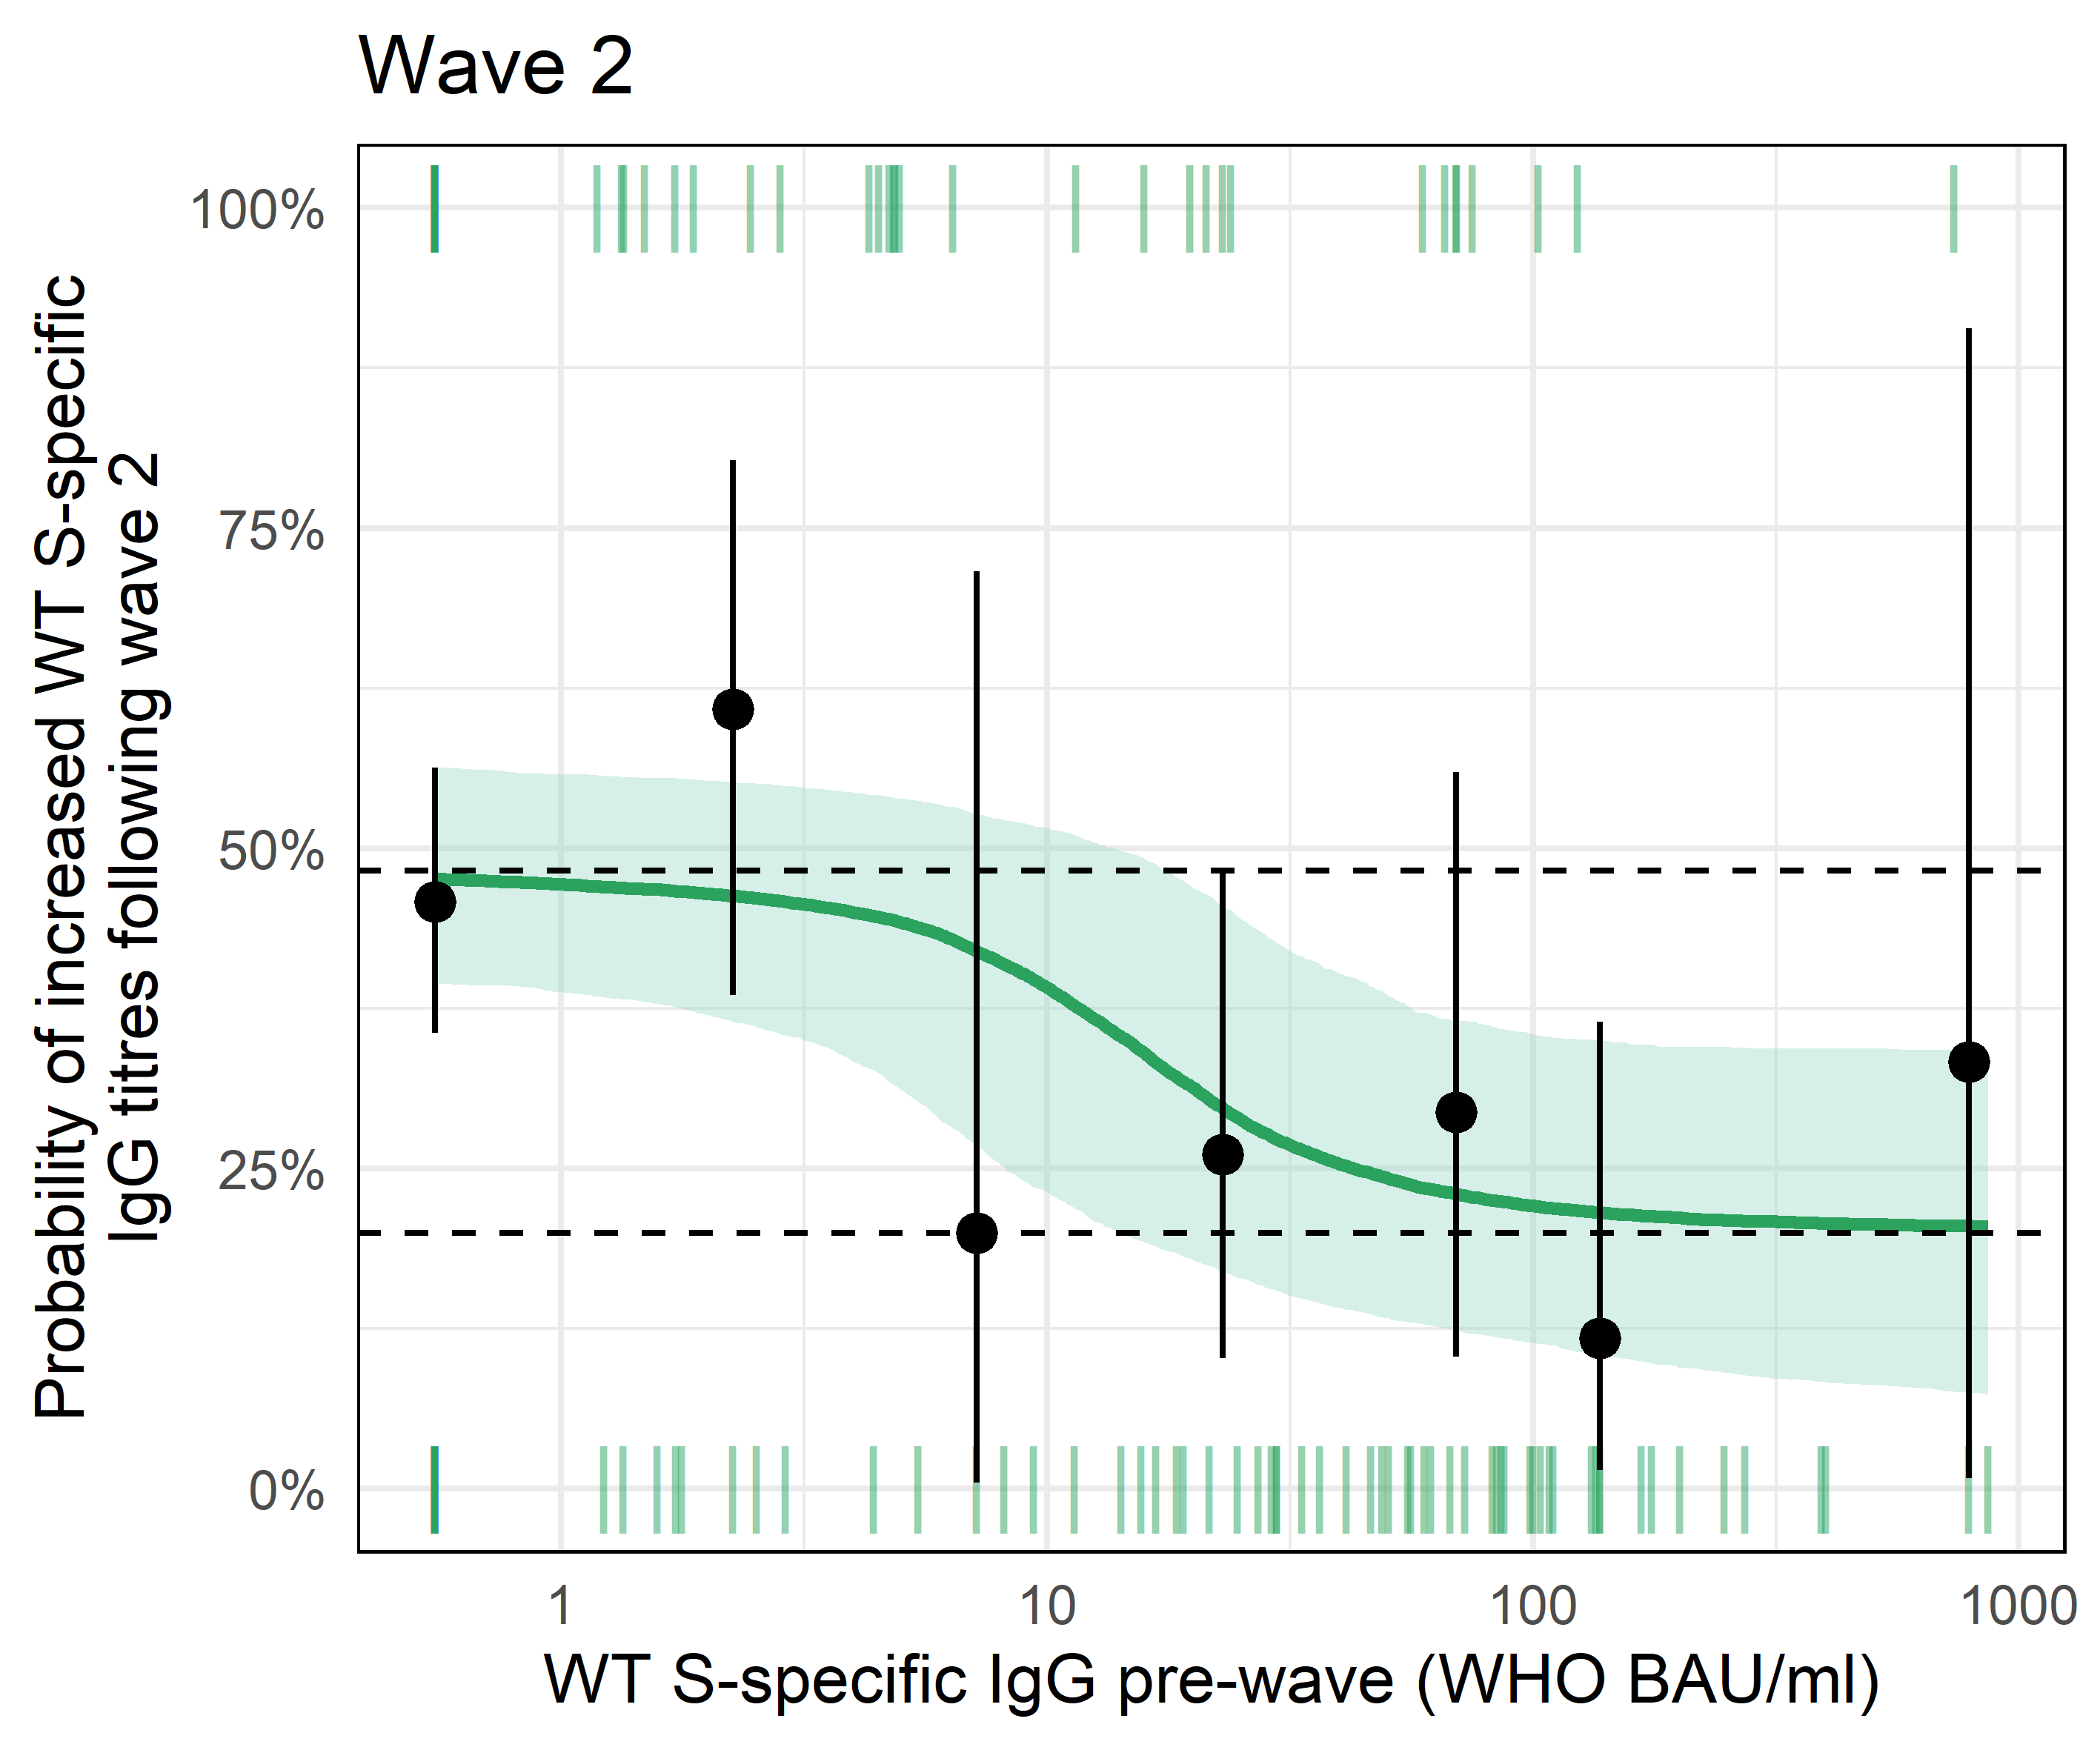 Wave 2
Probability of increased WT S-specific
IgG titres following wave 2
100%
75%
50%
25%
0%
1 10 100 1000
WT S-specific IgG pre-wave (WHO BAU/ml)